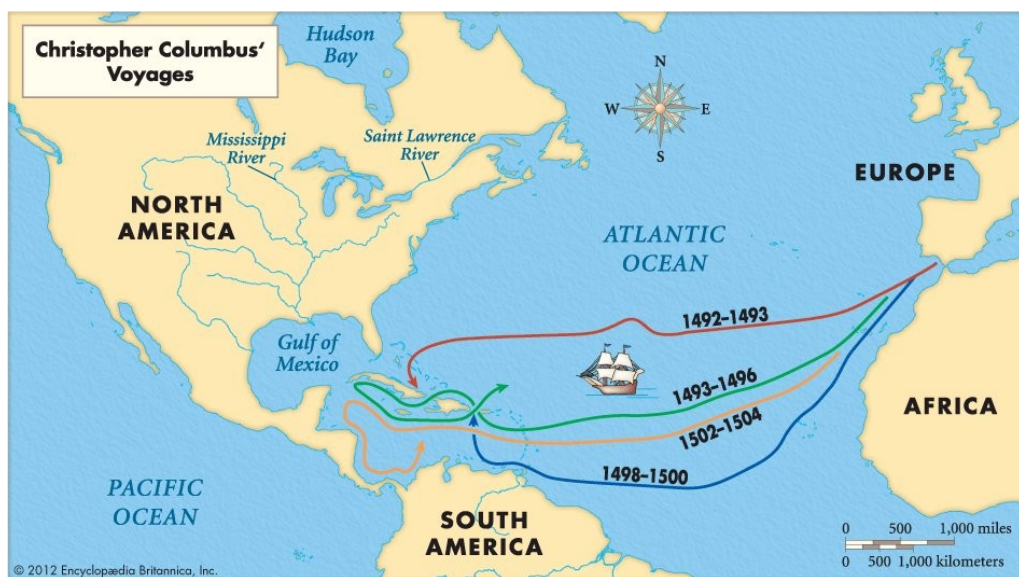 Christopher Columbus'
Voyages
Hudson
Bay
N
W
E
S
Mississippi
River
Saint Lawrence
River
EUROPE
NORTH
AMERICA
ATLANTIC
OCEAN
1492–1493
Gulf of
Mexico
1493–1496
AFRICA
1502–1504
1498–1500
PACIFIC
OCEAN
SOUTH
AMERICA
0 500 1,000 miles
0 500 1,000 kilometers
© 2012 Encyclopædia Britannica, Inc.